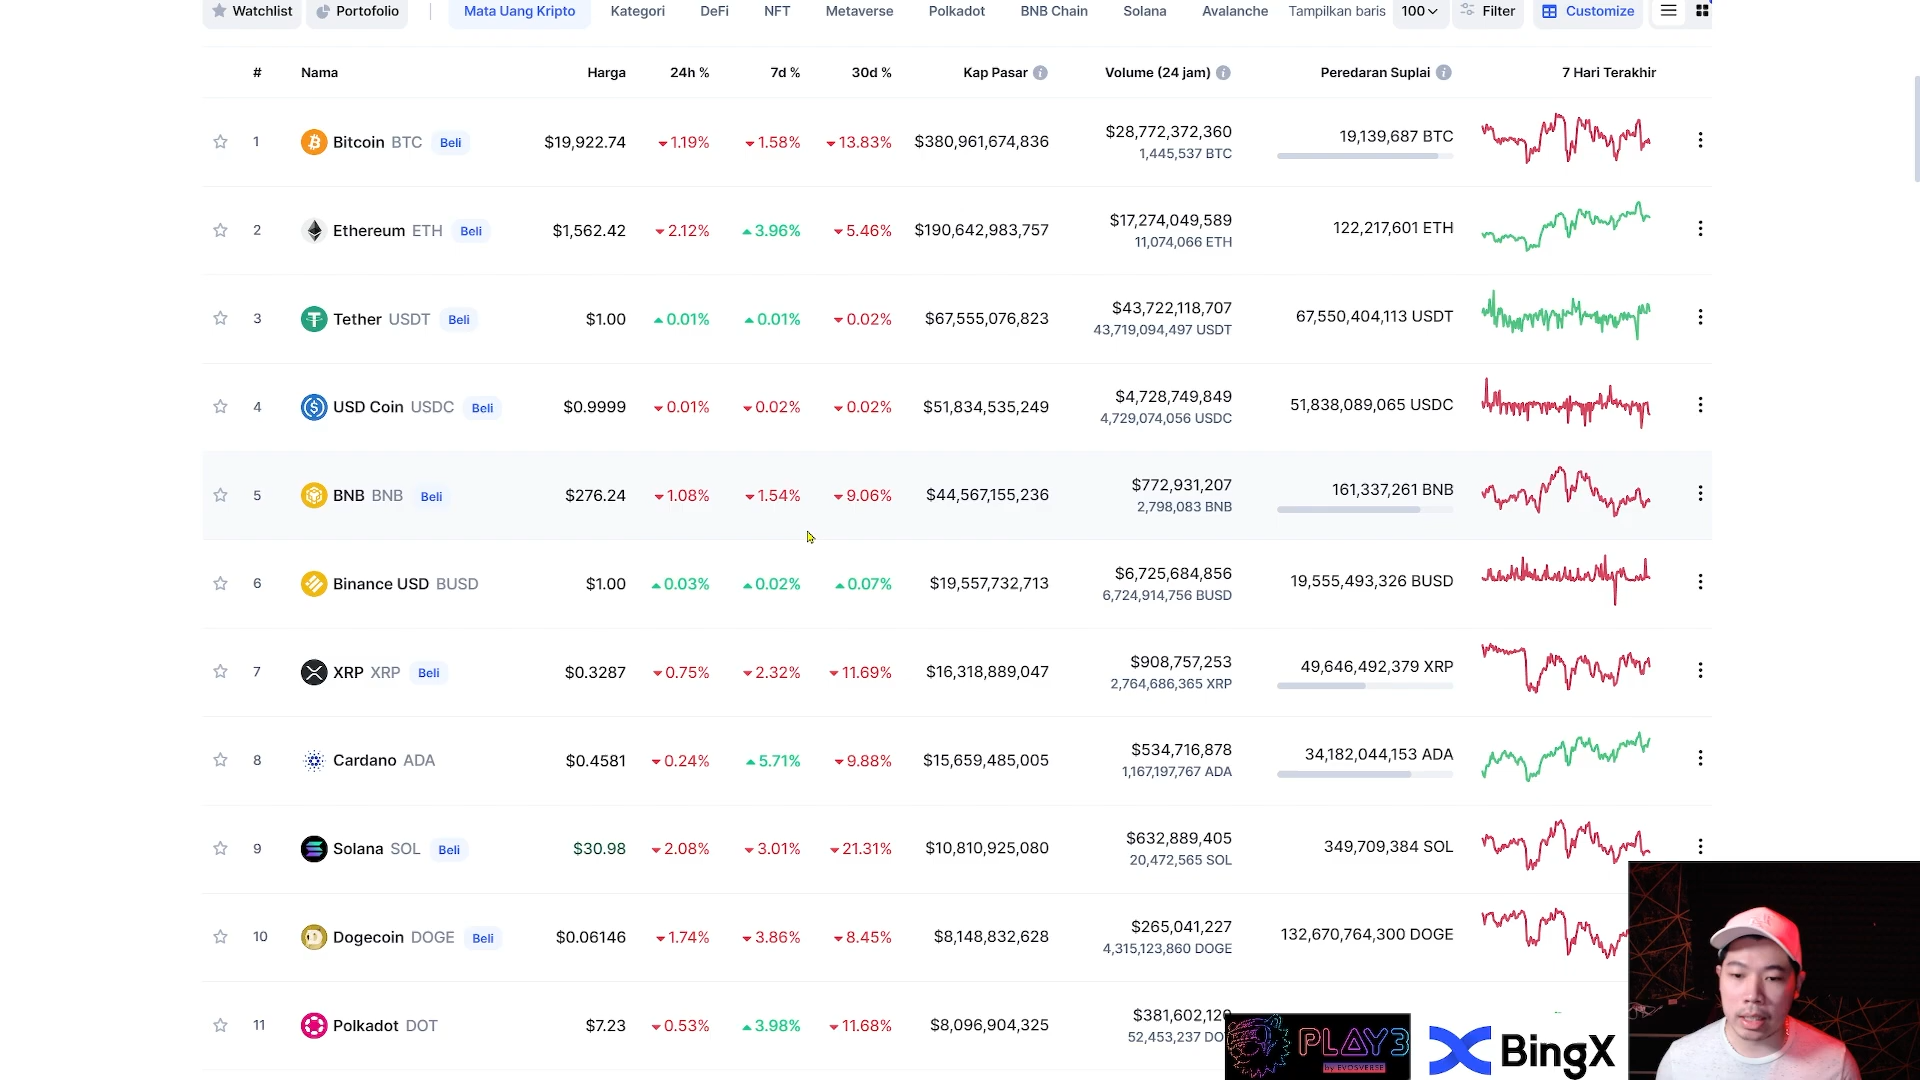 Watchlist Portofolio Mata Uang Kripto Kategori DeFi NFT Metaverse Polkadot BNB Chain Solana Avalanche Tampilkan baris 100 Filter Customize
# Nama Harga 24h % 7d % 30d % Kap Pasar Volume (24 jam) Peredaran Suplai 7 Hari Terakhir
1 Bitcoin BTC Beli $19,922.74 1.19% 1.58% 13.83% $380,961,674,836 $28,772,372,360 19,139,687 BTC
1,445,537 BTC
2 Ethereum ETH Beli $1,562.42 2.12% 3.96% 5.46% $190,642,983,757 $17,274,049,589 122,217,601 ETH
11,074,066 ETH
3 Tether USDT Beli $1.00 0.01% 0.01% 0.02% $67,555,076,823 $43,722,118,707 67,550,404,113 USDT
43,719,094,497 USDT
4 USD Coin USDC Beli $0.9999 0.01% 0.02% 0.02% $51,834,535,249 $4,728,749,849 51,838,089,065 USDC
4,729,074,056 USDC
5 BNB BNB Beli $276.24 1.08% 1.54% 9.06% $44,567,155,236 $772,931,207 161,337,261 BNB
2,798,083 BNB
6 Binance USD BUSD $1.00 0.03% 0.02% 0.07% $19,557,732,713 $6,725,684,856 19,555,493,326 BUSD
6,724,914,756 BUSD
7 XRP XRP Beli $0.3287 0.75% 2.32% 11.69% $16,318,889,047 $908,757,253 49,646,492,379 XRP
2,764,686,365 XRP
8 Cardano ADA $0.4581 0.24% 5.71% 9.88% $15,659,485,005 $534,716,878 34,182,044,153 ADA
1,167,197,767 ADA
9 Solana SOL Beli $30.98 2.08% 3.01% 21.31% $10,810,925,080 $632,889,405 349,709,384 SOL
20,472,565 SOL
10 Dogecoin DOGE Beli $0.06146 1.74% 3.86% 8.45% $8,148,832,628 $265,041,227 132,670,764,300 DOGE
4,315,123,860 DOGE
11 Polkadot DOT $7.23 0.53% 3.98% 11.68% $8,096,904,325 $381,602,129
52,453,237 DO
PLAY3
by EVOSVERSE
BingX